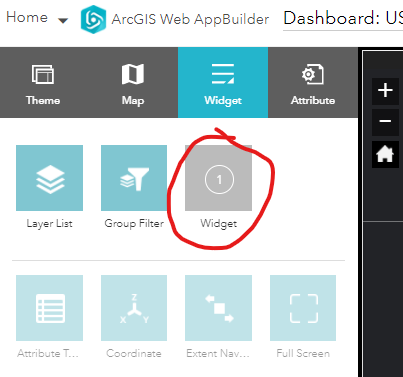 Home ArcGIS Web AppBuilder Dashboard: US
Theme Map Widget Attribute
1
Layer List Group Filter Widget
Z
X Y
Attribute T... Coordinate Extent Nav... Full Screen